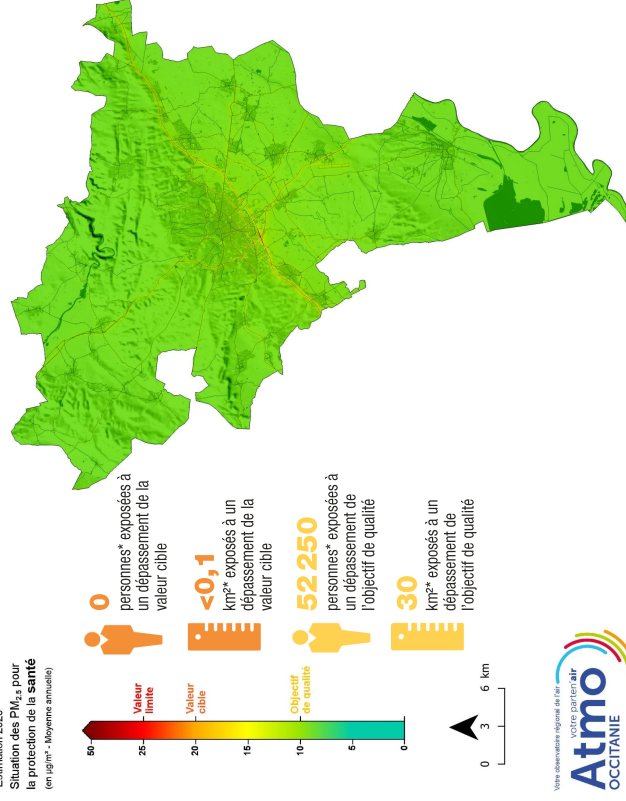 Situation des PM2.5 pour
la protection de la santé
(en µg/m³ - Moyenne annuelle)
50
25
20
15
10
5
0
Valeur
limite
Valeur
cible
Objectif
de qualité
0
personnes* exposées à
un dépassement de la
valeur cible
<0,1
km²* exposés à un
dépassement de la
valeur cible
52 250
personnes* exposées à
un dépassement de
l'objectif de qualité
30
km²* exposés à un
dépassement de
l'objectif de qualité
0 3 6 km
Votre observatoire régional de l'air
Atmo
votre parten'air
OCCITANIE